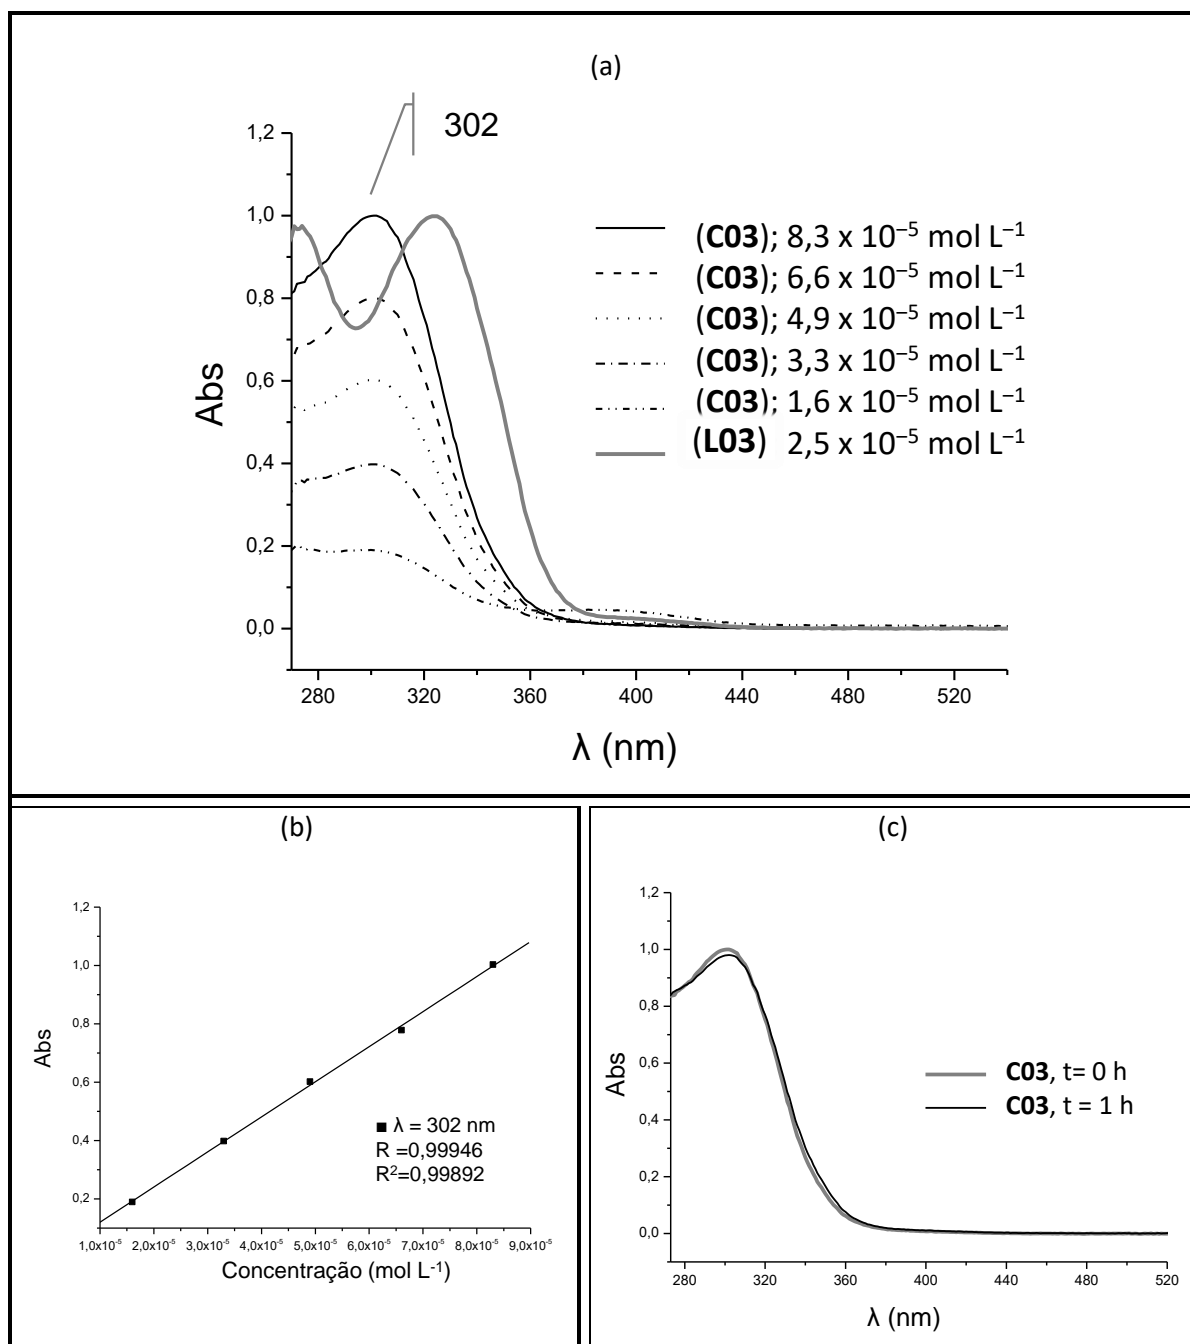 (a)
302
1,2
1,0
0,8
0,6
0,4
0,2
0,0
Abs
280 320 360 400 440 480 520
λ (nm)
(C03); 8,3 x 10⁻⁵ mol L⁻¹
(C03); 6,6 x 10⁻⁵ mol L⁻¹
(C03); 4,9 x 10⁻⁵ mol L⁻¹
(C03); 3,3 x 10⁻⁵ mol L⁻¹
(C03); 1,6 x 10⁻⁵ mol L⁻¹
(L03) 2,5 x 10⁻⁵ mol L⁻¹
(b)
1,2
1,0
0,8
0,6
0,4
0,2
Abs
λ = 302 nm
R =0,99946
R²=0,99892
1,0x10⁻⁵ 2,0x10⁻⁵ 3,0x10⁻⁵ 4,0x10⁻⁵ 5,0x10⁻⁵ 6,0x10⁻⁵ 7,0x10⁻⁵ 8,0x10⁻⁵ 9,0x10⁻⁵
Concentração (mol L⁻¹)
(c)
1,2
1,0
0,8
0,6
0,4
0,2
0,0
Abs
C03, t= 0 h
C03, t = 1 h
280 320 360 400 440 480 520
λ (nm)